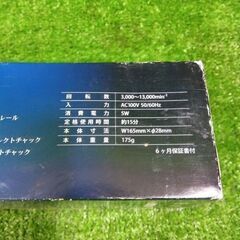 回転数 3,000～13,000min⁻¹
入力 AC100V 50/60Hz
消費電力 5W
定格使用時間 約15分
本体寸法 W165mm×φ28mm
本体重量 175g
6ヶ月保証書付
レール
クトチャック
トチャック